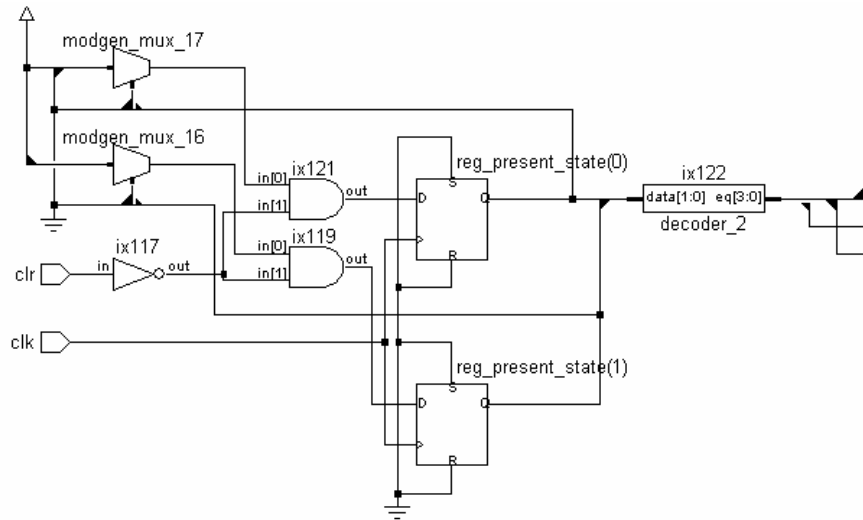 modgen_mux_17
modgen_mux_16
ix121
in[0]
in[1]
out
ix119
in[0]
in[1]
out
ix117
clr
in
out
clk
reg_present_state(0)
S
D
Q
R
ix122
data[1:0] eq[3:0]
decoder_2
reg_present_state(1)
S
D
Q
R